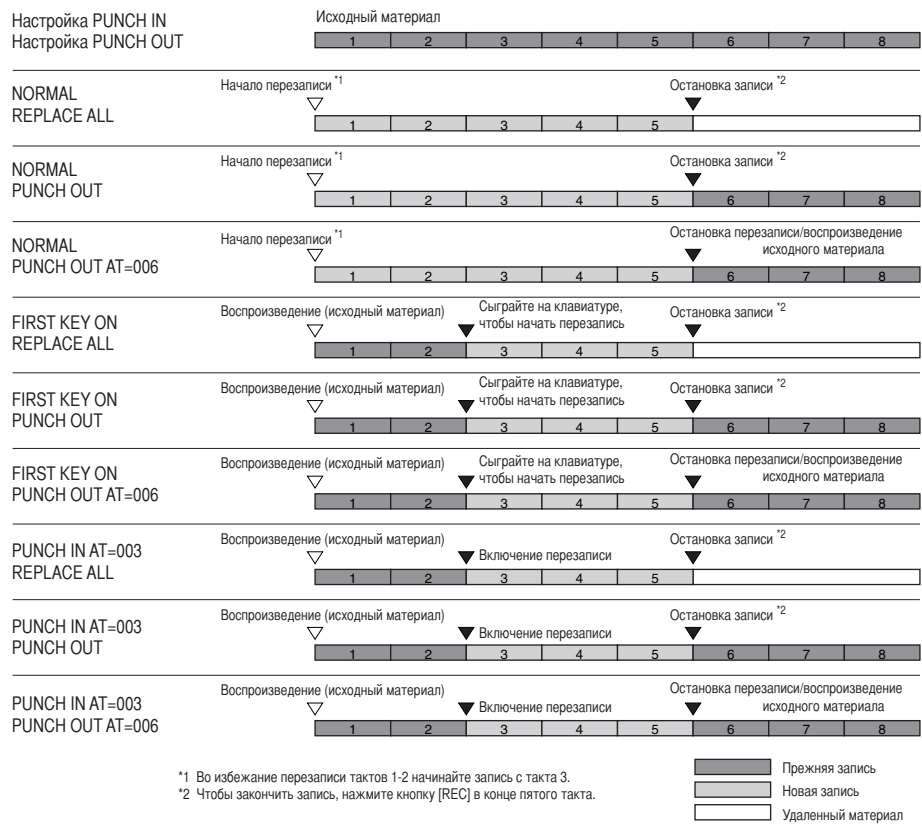 Настройка PUNCH IN
Настройка PUNCH OUT
Исходный материал
1 2 3 4 5 6 7 8
NORMAL
REPLACE ALL
Начало перезаписи *1
Остановка записи *2
1 2 3 4 5
NORMAL
PUNCH OUT
Начало перезаписи *1
Остановка записи *2
1 2 3 4 5 6 7 8
NORMAL
PUNCH OUT AT=006
Начало перезаписи *1
Остановка перезаписи/воспроизведение
исходного материала
1 2 3 4 5 6 7 8
FIRST KEY ON
REPLACE ALL
Воспроизведение (исходный материал)
Сыграйте на клавиатуре,
чтобы начать перезапись
Остановка записи *2
1 2 3 4 5
FIRST KEY ON
PUNCH OUT
Воспроизведение (исходный материал)
Сыграйте на клавиатуре,
чтобы начать перезапись
Остановка записи *2
1 2 3 4 5 6 7 8
FIRST KEY ON
PUNCH OUT AT=006
Воспроизведение (исходный материал)
Сыграйте на клавиатуре,
чтобы начать перезапись
Остановка перезаписи/воспроизведение
исходного материала
1 2 3 4 5 6 7 8
PUNCH IN AT=003
REPLACE ALL
Воспроизведение (исходный материал)
Включение перезаписи
Остановка записи *2
1 2 3 4 5
PUNCH IN AT=003
PUNCH OUT
Воспроизведение (исходный материал)
Включение перезаписи
Остановка записи *2
1 2 3 4 5 6 7 8
PUNCH IN AT=003
PUNCH OUT AT=006
Воспроизведение (исходный материал)
Включение перезаписи
Остановка перезаписи/воспроизведение
исходного материала
1 2 3 4 5 6 7 8
*1 Во избежание перезаписи тактов 1-2 начинайте запись с такта 3.
*2 Чтобы закончить запись, нажмите кнопку [REC] в конце пятого такта.
Прежняя запись
Новая запись
Удаленный материал